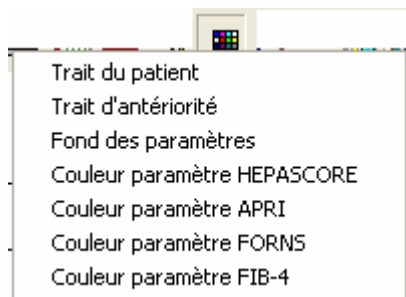 Trait du patient
Trait d'antériorité
Fond des paramètres
Couleur paramètre HEPASCORE
Couleur paramètre APRI
Couleur paramètre FORNS
Couleur paramètre FIB-4